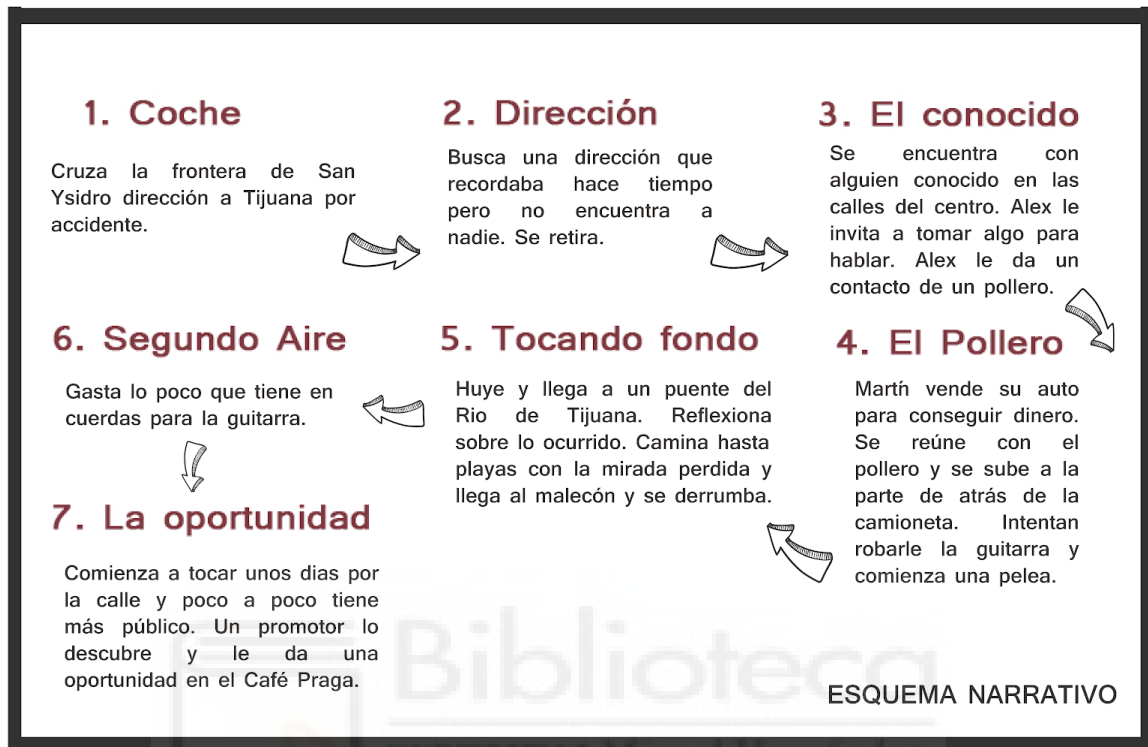 1. Coche
Cruza la frontera de San
Ysidro dirección a Tijuana por
accidente.
2. Dirección
Busca una dirección que
recordaba hace tiempo
pero no encuentra a
nadie. Se retira.
3. El conocido
Se encuentra con
alguien conocido en las
calles del centro. Alex le
invita a tomar algo para
hablar. Alex le da un
contacto de un pollero.
4. El Pollero
Martín vende su auto
para conseguir dinero.
Se reúne con el
pollero y se sube a la
parte de atrás de la
camioneta. Intentan
robarle la guitarra y
comienza una pelea.
5. Tocando fondo
Huye y llega a un puente del
Rio de Tijuana. Reflexiona
sobre lo ocurrido. Camina hasta
playas con la mirada perdida y
llega al malecón y se derrumba.
6. Segundo Aire
Gasta lo poco que tiene en
cuerdas para la guitarra.
7. La oportunidad
Comienza a tocar unos dias por
la calle y poco a poco tiene
más público. Un promotor lo
descubre y le da una
oportunidad en el Café Praga.
Biblioteca
ESQUEMA NARRATIVO